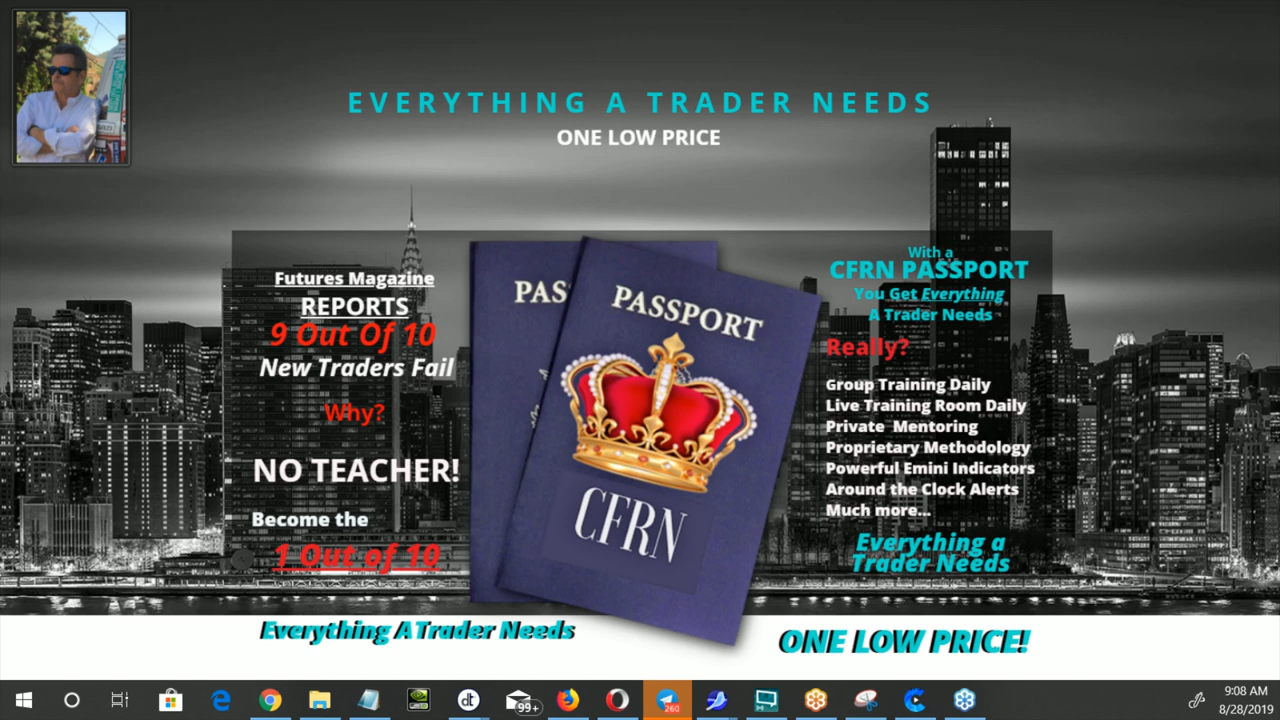 EVERYTHING A TRADER NEEDS
ONE LOW PRICE
Futures Magazine
REPORTS
9 Out Of 10
New Traders Fail
Why?
NO TEACHER!
Become the
1 Out of 10
PAS
PASSPORT
CFRN
With a
CFRN PASSPORT
You Get Everything
A Trader Needs
Really?
Group Training Daily
Live Training Room Daily
Private Mentoring
Proprietary Methodology
Powerful Emini Indicators
Around the Clock Alerts
Much more...
Everything a
Trader Needs
Everything A Trader Needs
ONE LOW PRICE!
dt
99+
260
9:08 AM
8/28/2019